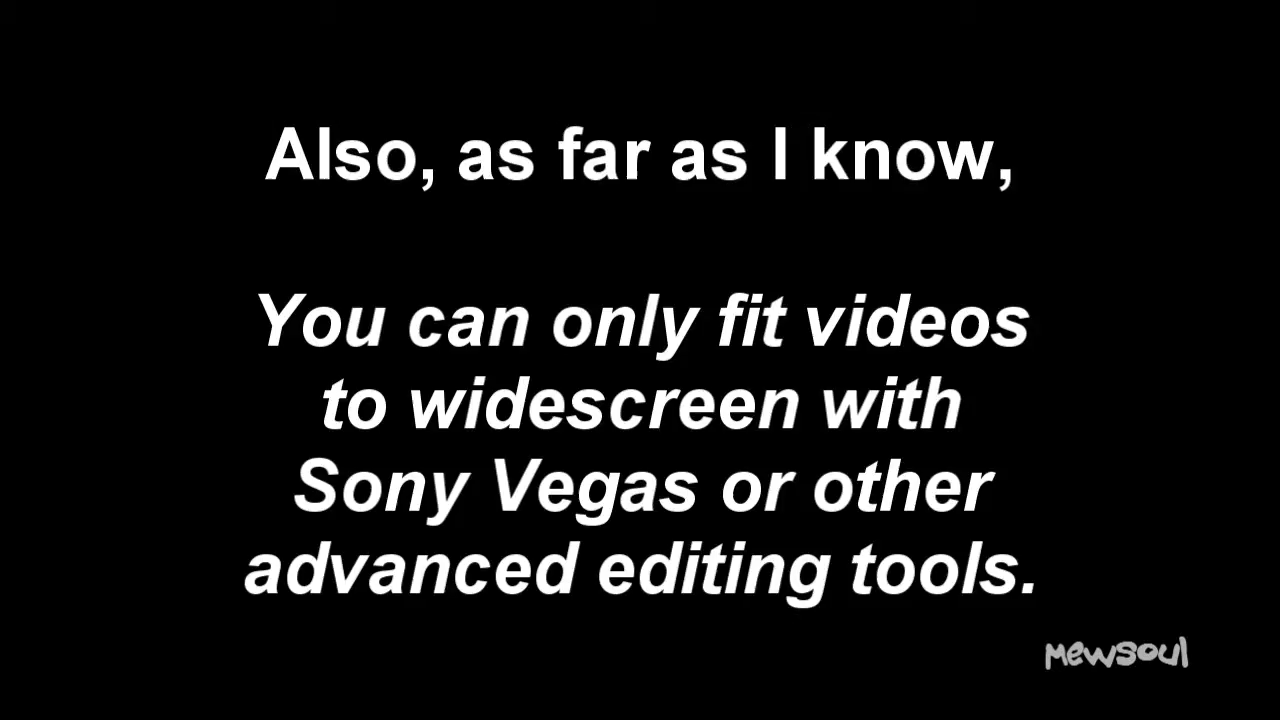 Also, as far as I know,
You can only fit videos
to widescreen with
Sony Vegas or other
advanced editing tools.
mewsoul